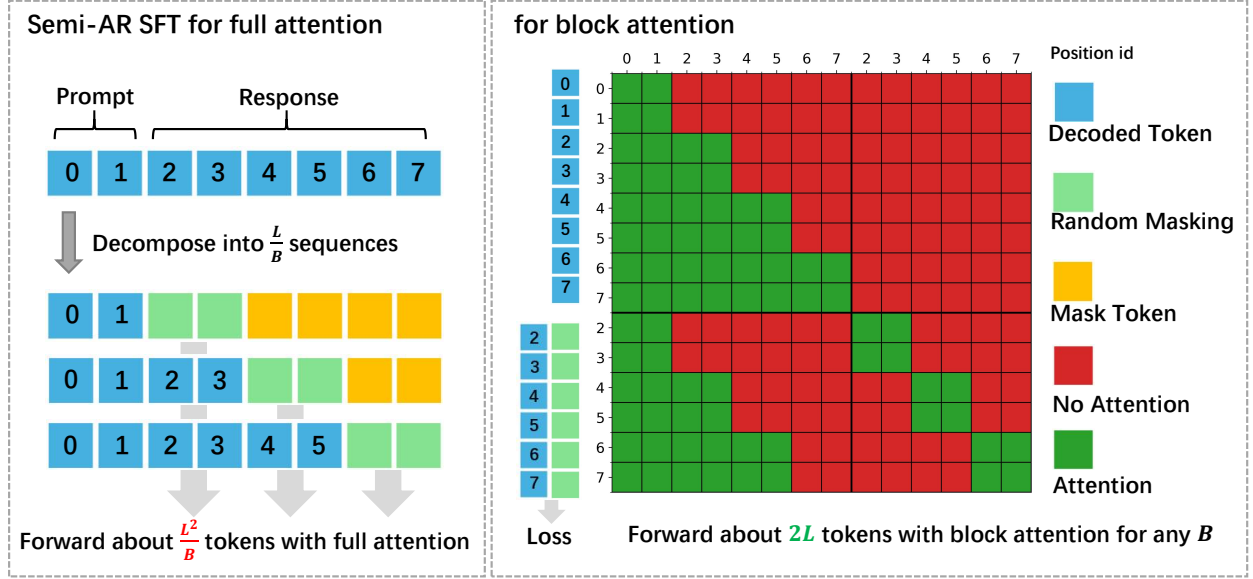 Semi-AR SFT for full attention
Prompt Response
0 1 2 3 4 5 6 7
Decompose into L/B sequences
0 1
0 1 2 3
0 1 2 3 4 5
Forward about L²/B tokens with full attention
for block attention
0 1 2 3 4 5 6 7 2 3 4 5 6 7
Position id
0 0
1 1
2 2
3 3
4 4
5 5
6 6
7 7
2 2
3 3
4 4
5 5
6 6
7 7
Loss
Decoded Token
Random Masking
Mask Token
No Attention
Attention
Forward about 2L tokens with block attention for any B